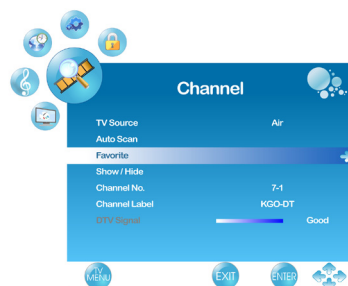 Channel
TV Source Air
Auto Scan
Favorite
Show / Hide
Channel No. 7-1
Channel Label KGO-DT
DTV Signal Good
TV
MENU EXIT ENTER